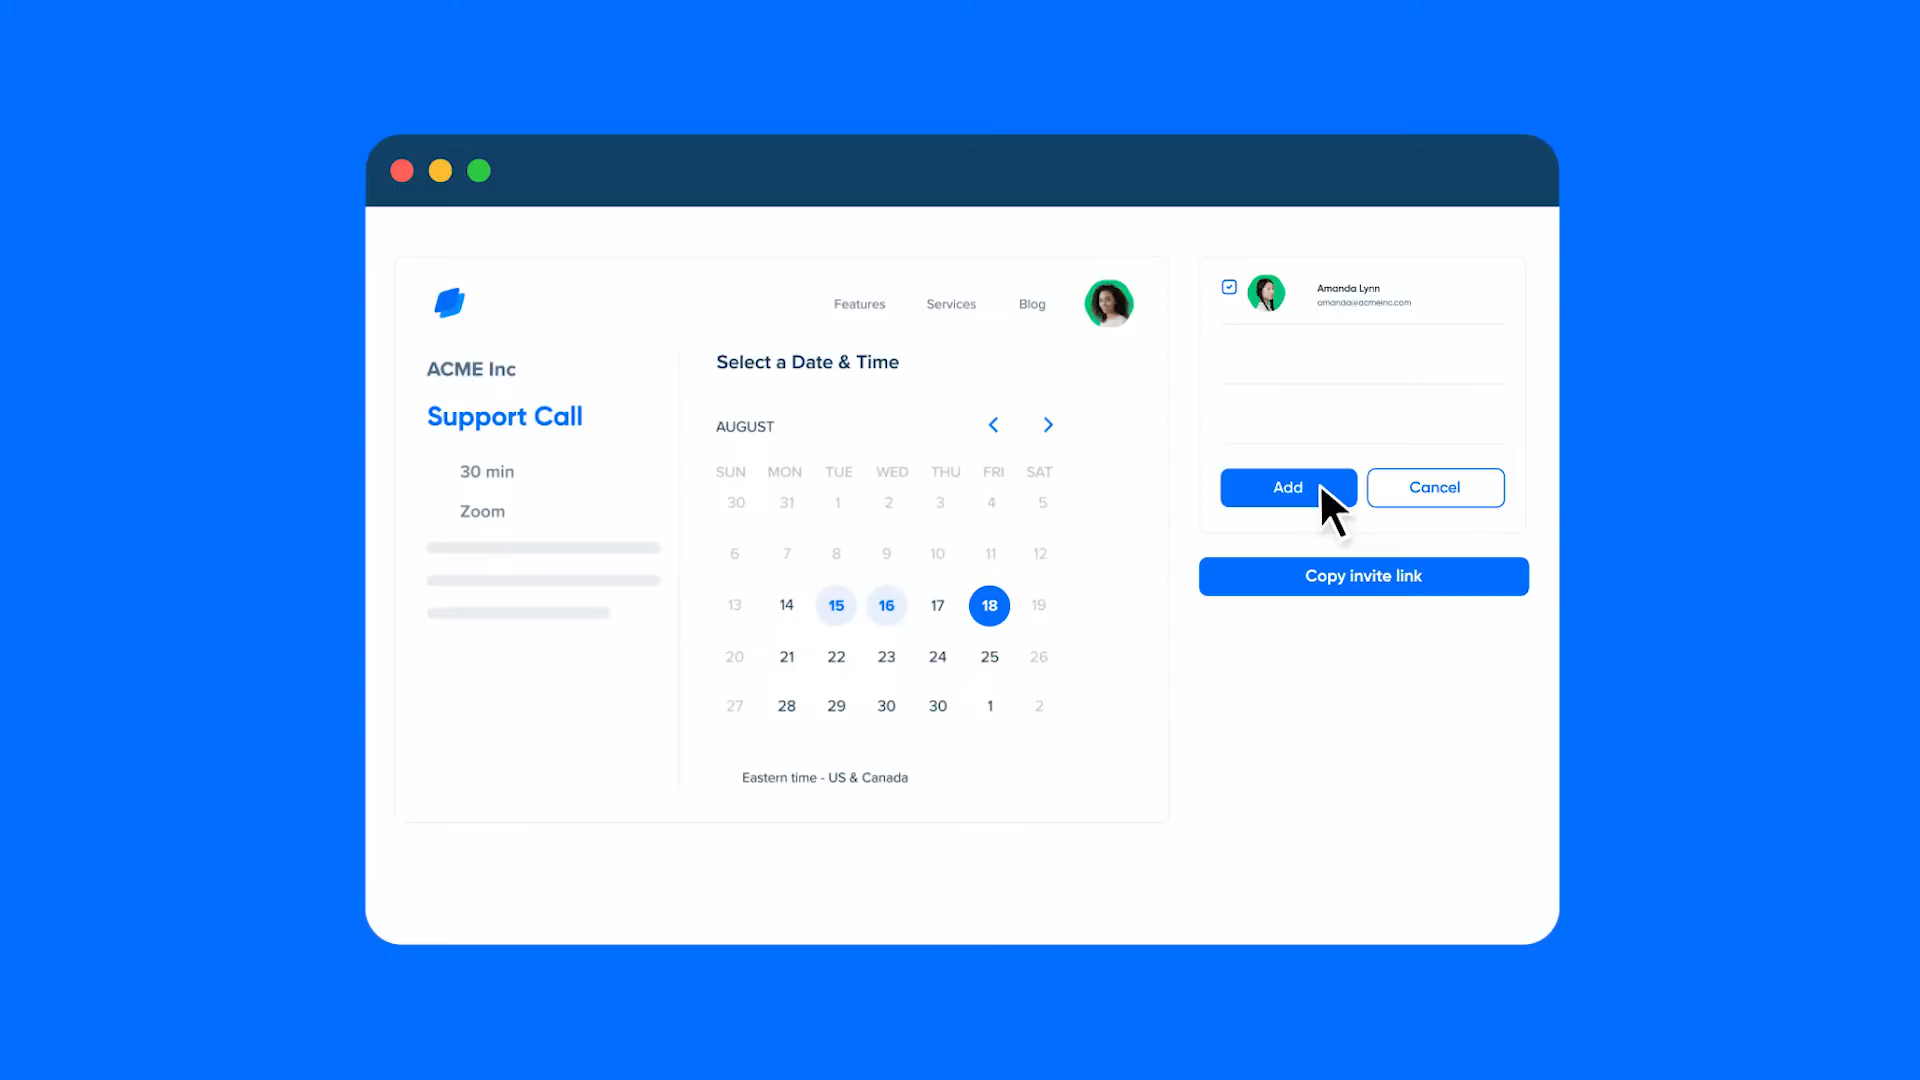 Features Services Blog
ACME Inc
Support Call
30 min
Zoom
Select a Date & Time
AUGUST
SUN MON TUE WED THU FRI SAT
30 31 1 2 3 4 5
6 7 8 9 10 11 12
13 14 15 16 17 18 19
20 21 22 23 24 25 26
27 28 29 30 30 1 2
Eastern time - US & Canada
Amanda Lynn
amanda@acmeinc.com
Add Cancel
Copy invite link